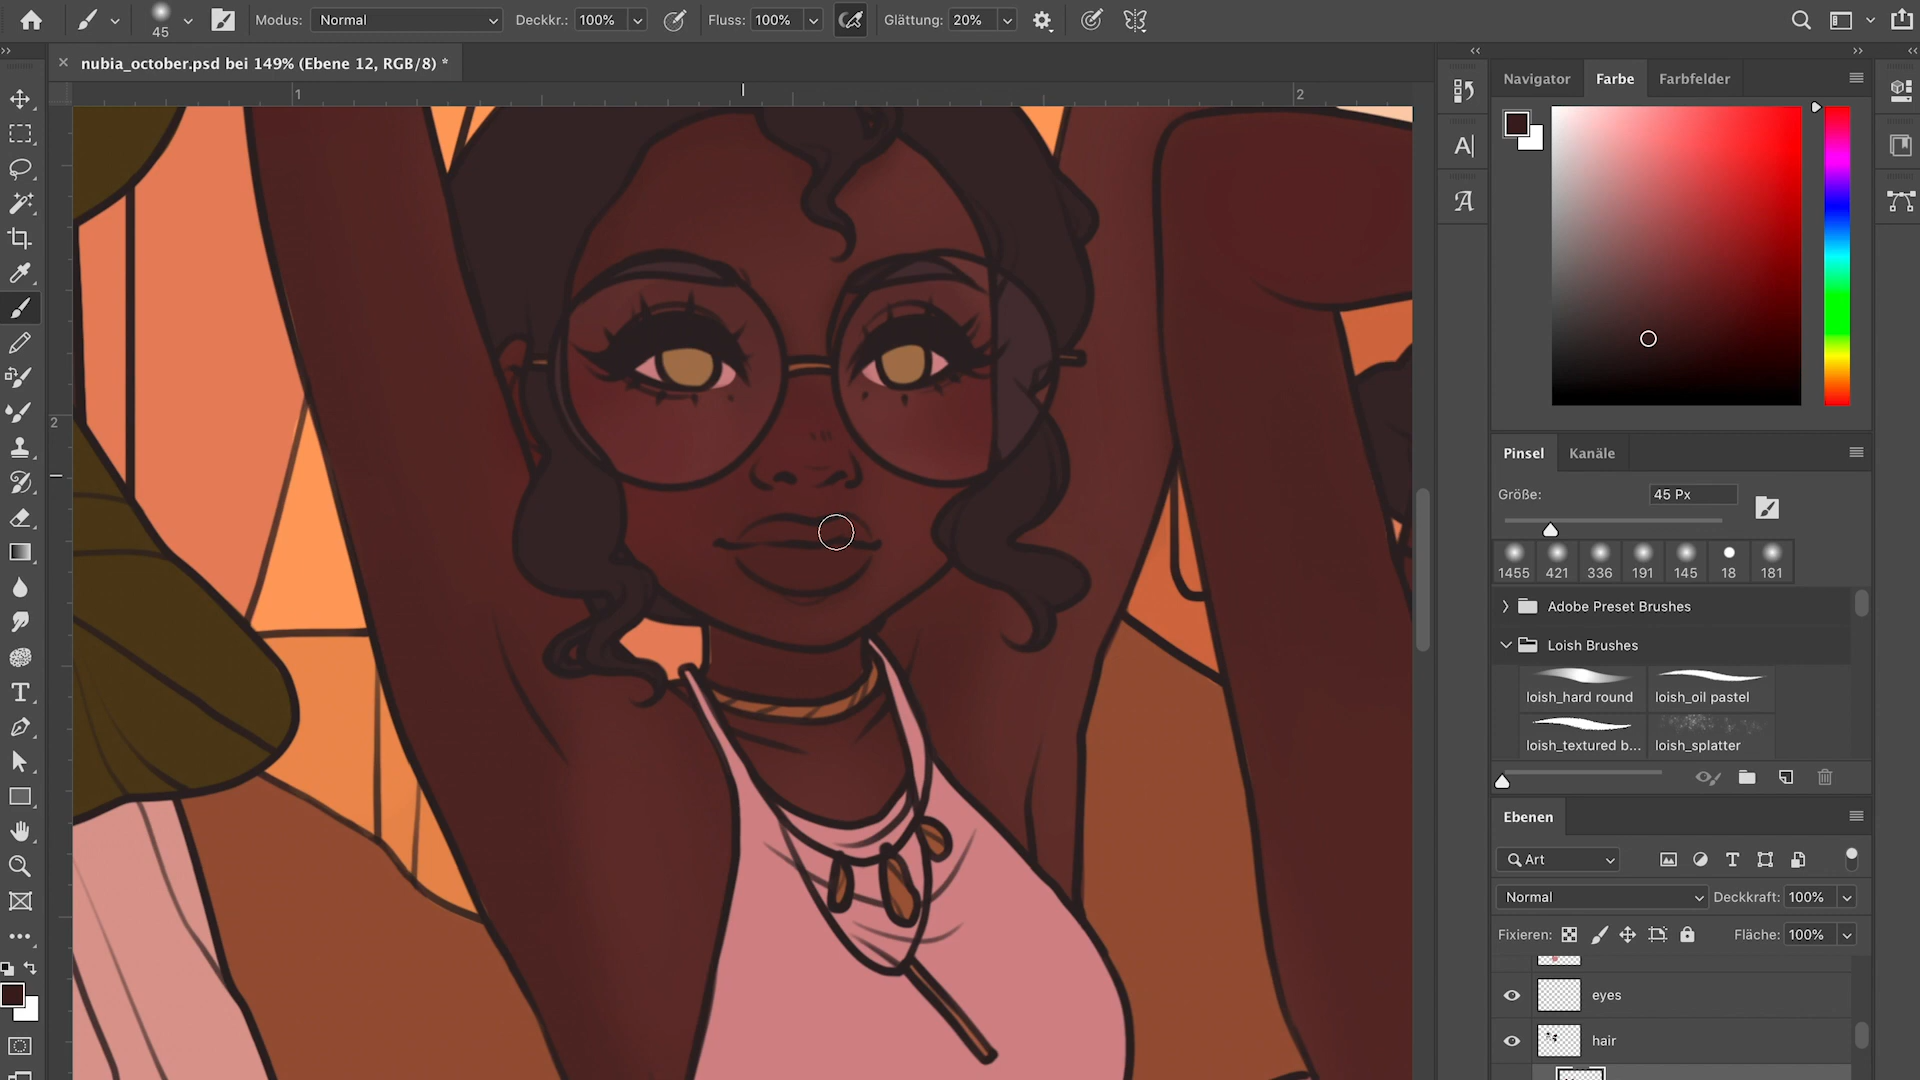 45
Modus:
Normal
Deckkr.:
100%
Fluss:
100%
Glättung:
20%
nubia_october.psd bei 149% (Ebene 12, RGB/8) *
1
2
2
Navigator
Farbe
Farbfelder
Pinsel
Kanäle
Größe:
45 Px
1455
421
336
191
145
18
181
Adobe Preset Brushes
Loish Brushes
loish_hard round
loish_oil pastel
loish_textured b...
loish_splatter
Ebenen
Art
Normal
Deckkraft:
100%
Fixieren:
Fläche:
100%
eyes
hair